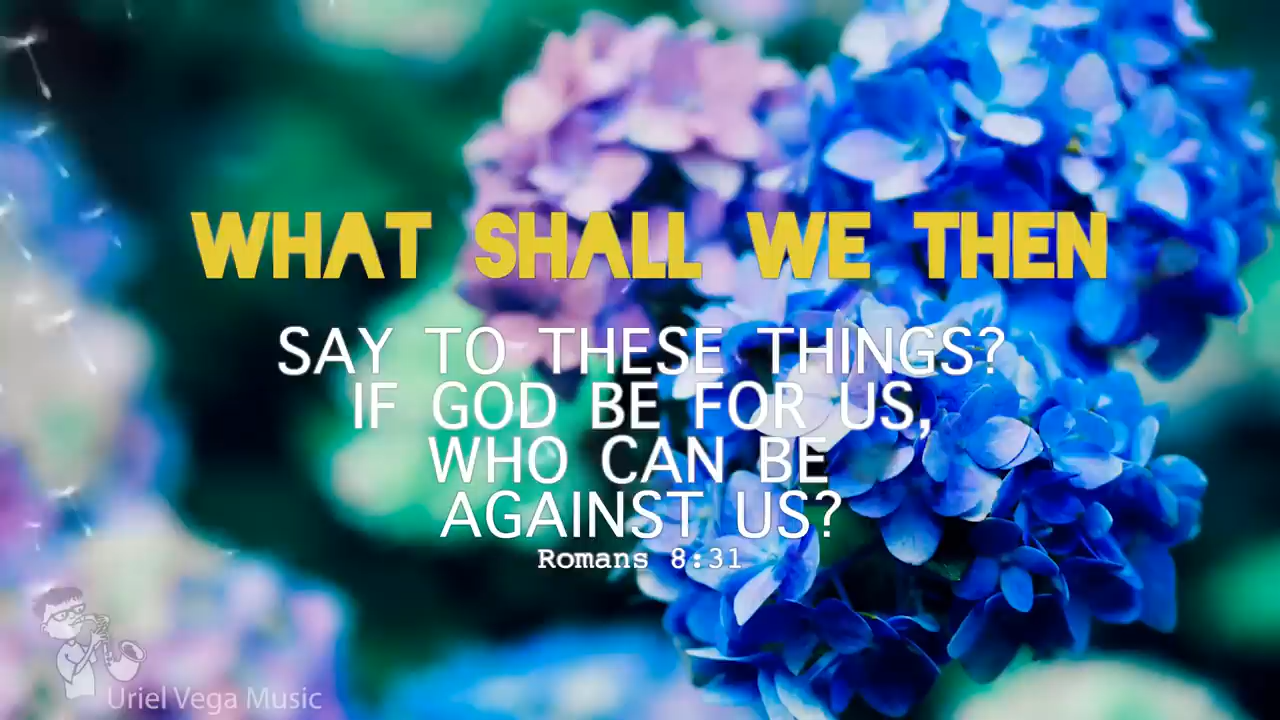 WHAT SHALL WE THEN
SAY TO THESE THINGS?
IF GOD BE FOR US,
WHO CAN BE
AGAINST US?
Romans 8:31
Uriel Vega Music